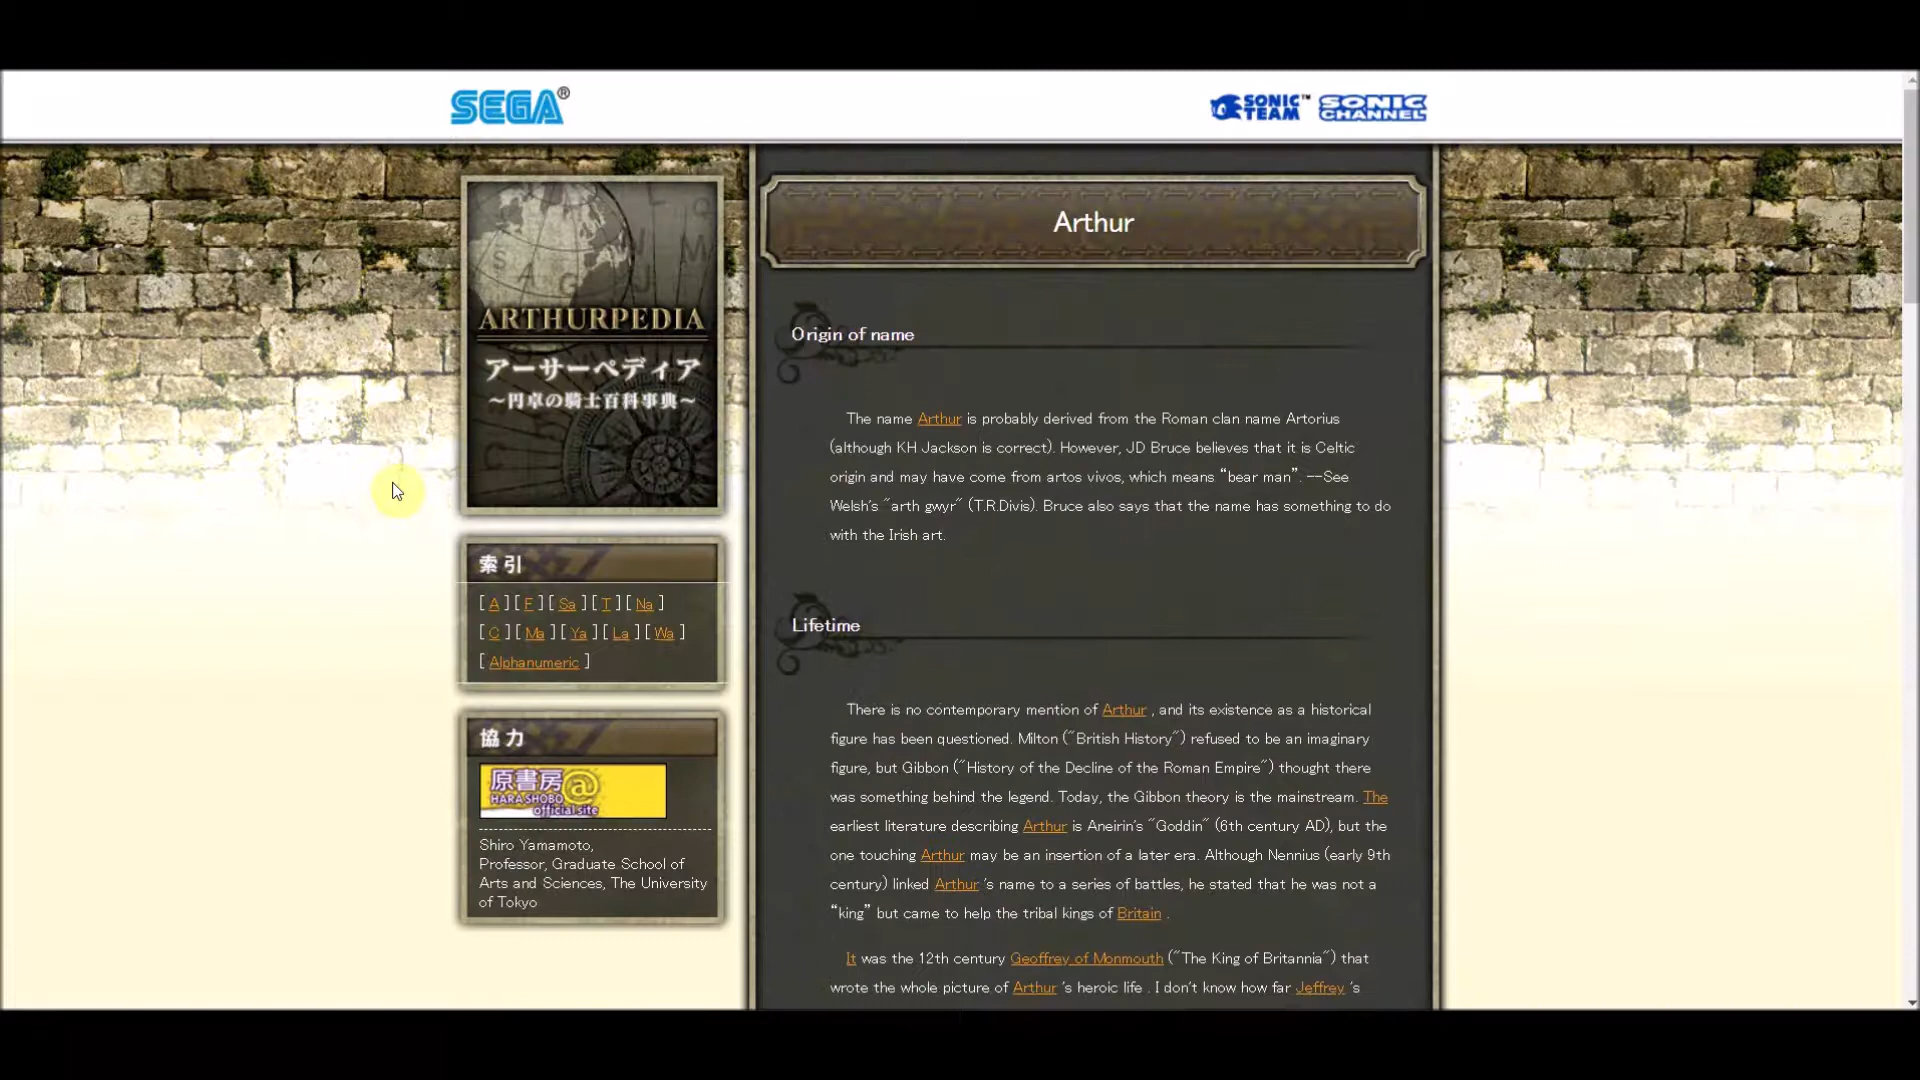 SEGA®
SONIC TEAM™ SONIC CHANNEL
ARTHURPEDIA
アーサーペディア
～円卓の騎士百科事典～
索引
[ A ] [ F ] [ Sa ] [ T ] [ Na ]
[ C ] [ Ma ] [ Ya ] [ La ] [ Wa ]
[ Alphanumeric ]
協力
原書房@
HARA SHOBO
official site
Shiro Yamamoto,
Professor, Graduate School of
Arts and Sciences, The University
of Tokyo
Arthur
Origin of name
The name Arthur is probably derived from the Roman clan name Artorius
(although KH Jackson is correct). However, JD Bruce believes that it is Celtic
origin and may have come from artos vivos, which means “bear man”. --See
Welsh's "arth gwyr" (T.R.Divis). Bruce also says that the name has something to do
with the Irish art.
Lifetime
There is no contemporary mention of Arthur , and its existence as a historical
figure has been questioned. Milton ("British History") refused to be an imaginary
figure, but Gibbon ("History of the Decline of the Roman Empire") thought there
was something behind the legend. Today, the Gibbon theory is the mainstream. The
earliest literature describing Arthur is Aneirin's "Goddin" (6th century AD), but the
one touching Arthur may be an insertion of a later era. Although Nennius (early 9th
century) linked Arthur 's name to a series of battles, he stated that he was not a
“king” but came to help the tribal kings of Britain .
It was the 12th century Geoffrey of Monmouth ("The King of Britannia") that
wrote the whole picture of Arthur 's heroic life . I don't know how far Jeffrey 's